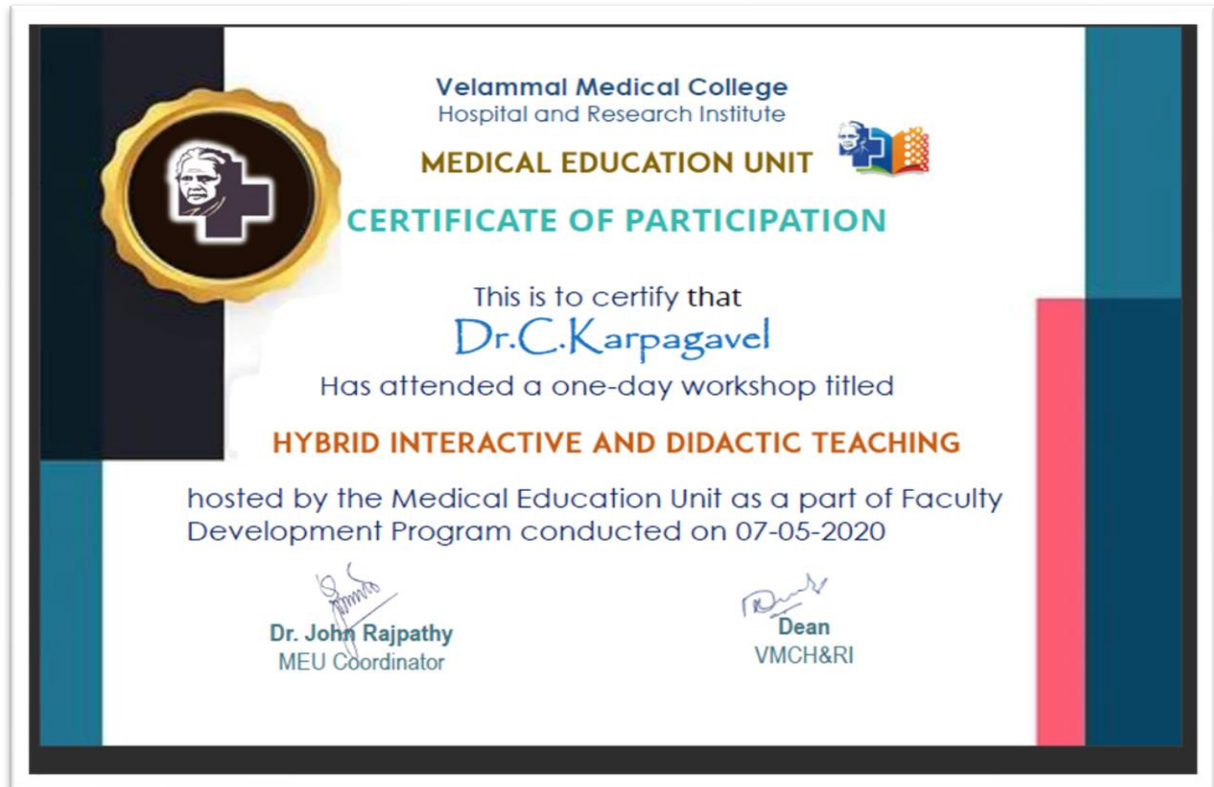 Velammal Medical College
Hospital and Research Institute
MEDICAL EDUCATION UNIT
CERTIFICATE OF PARTICIPATION
This is to certify that
Dr.C.Karpagavel
Has attended a one-day workshop titled
HYBRID INTERACTIVE AND DIDACTIC TEACHING
hosted by the Medical Education Unit as a part of Faculty
Development Program conducted on 07-05-2020
Dr. John Rajpathy
MEU Coordinator
Dean
VMCH&RI